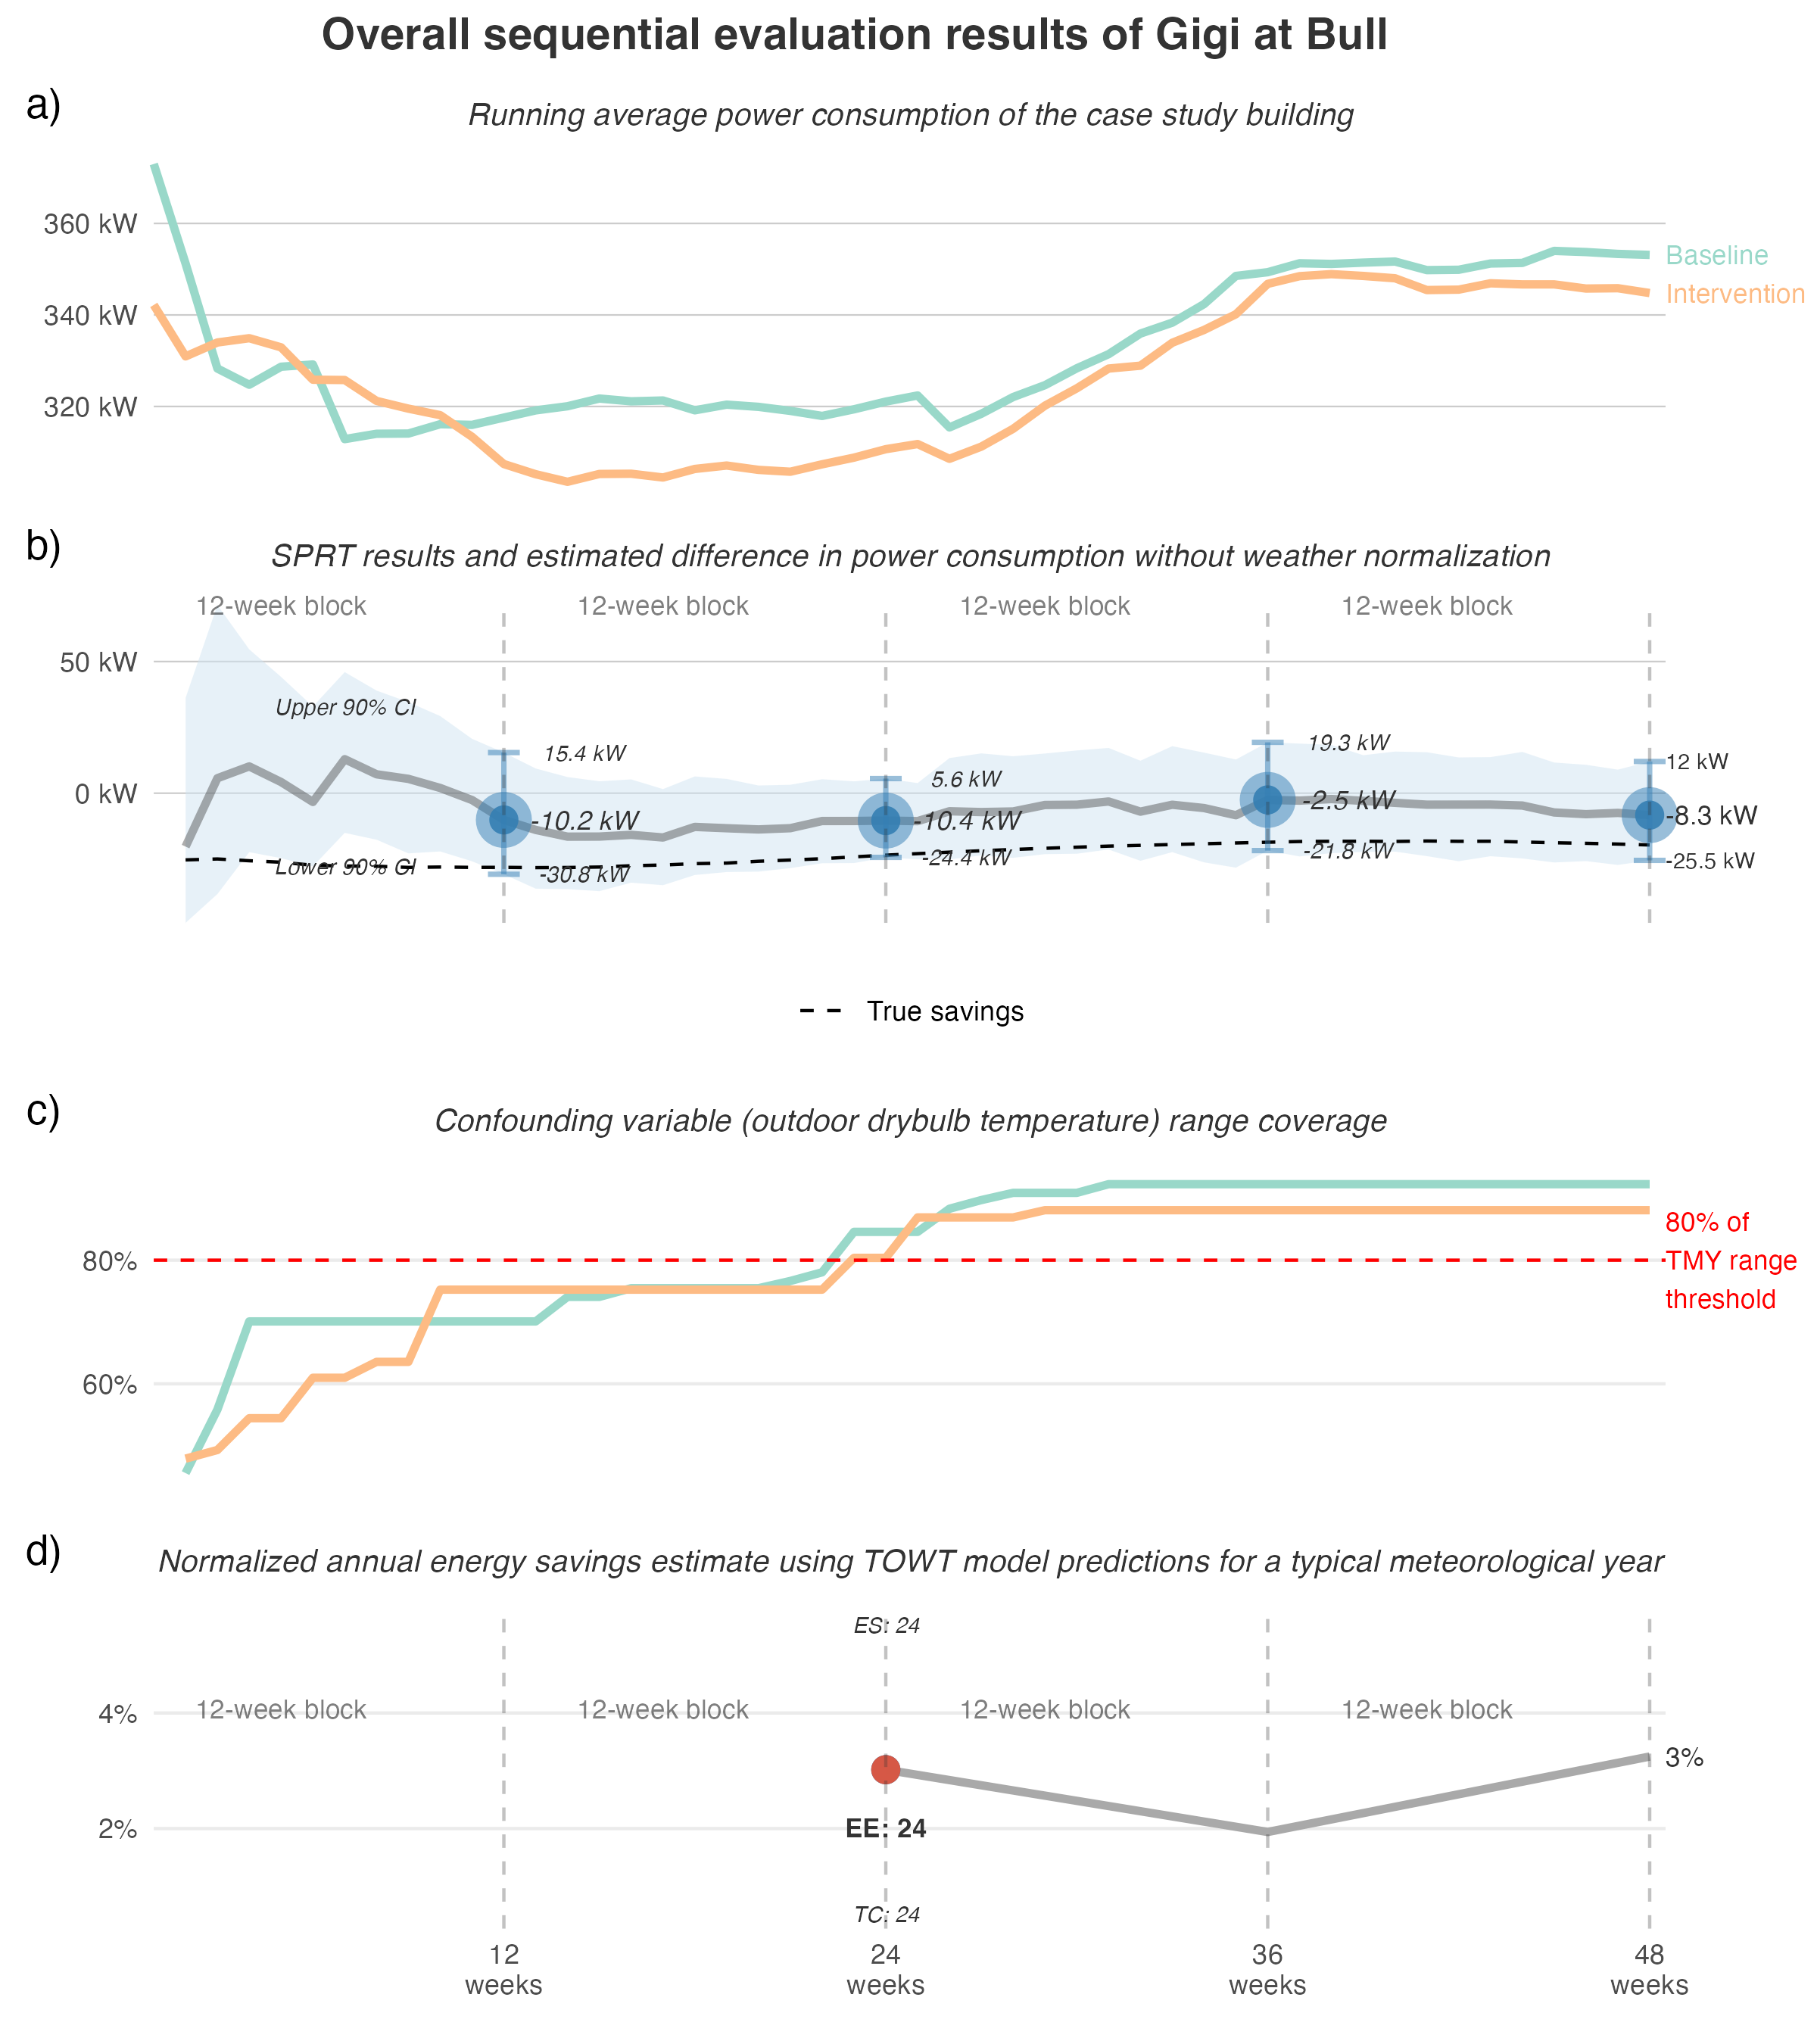 Overall sequential evaluation results of Gigi at Bull
a)
Running average power consumption of the case study building
360 kW
340 kW
320 kW
Baseline
Intervention
b)
SPRT results and estimated difference in power consumption without weather normalization
12-week block 12-week block 12-week block 12-week block
50 kW
0 kW
Upper 90% CI
Lower 90% CI
15.4 kW
-10.2 kW
-30.8 kW
5.6 kW
-10.4 kW
-24.4 kW
19.3 kW
-2.5 kW
-21.8 kW
12 kW
-8.3 kW
-25.5 kW
True savings
c)
Confounding variable (outdoor drybulb temperature) range coverage
80%
60%
80% of
TMY range
threshold
d)
Normalized annual energy savings estimate using TOWT model predictions for a typical meteorological year
ES: 24
12-week block 12-week block 12-week block 12-week block
4%
2%
3%
EE: 24
TC: 24
12
weeks
24
weeks
36
weeks
48
weeks